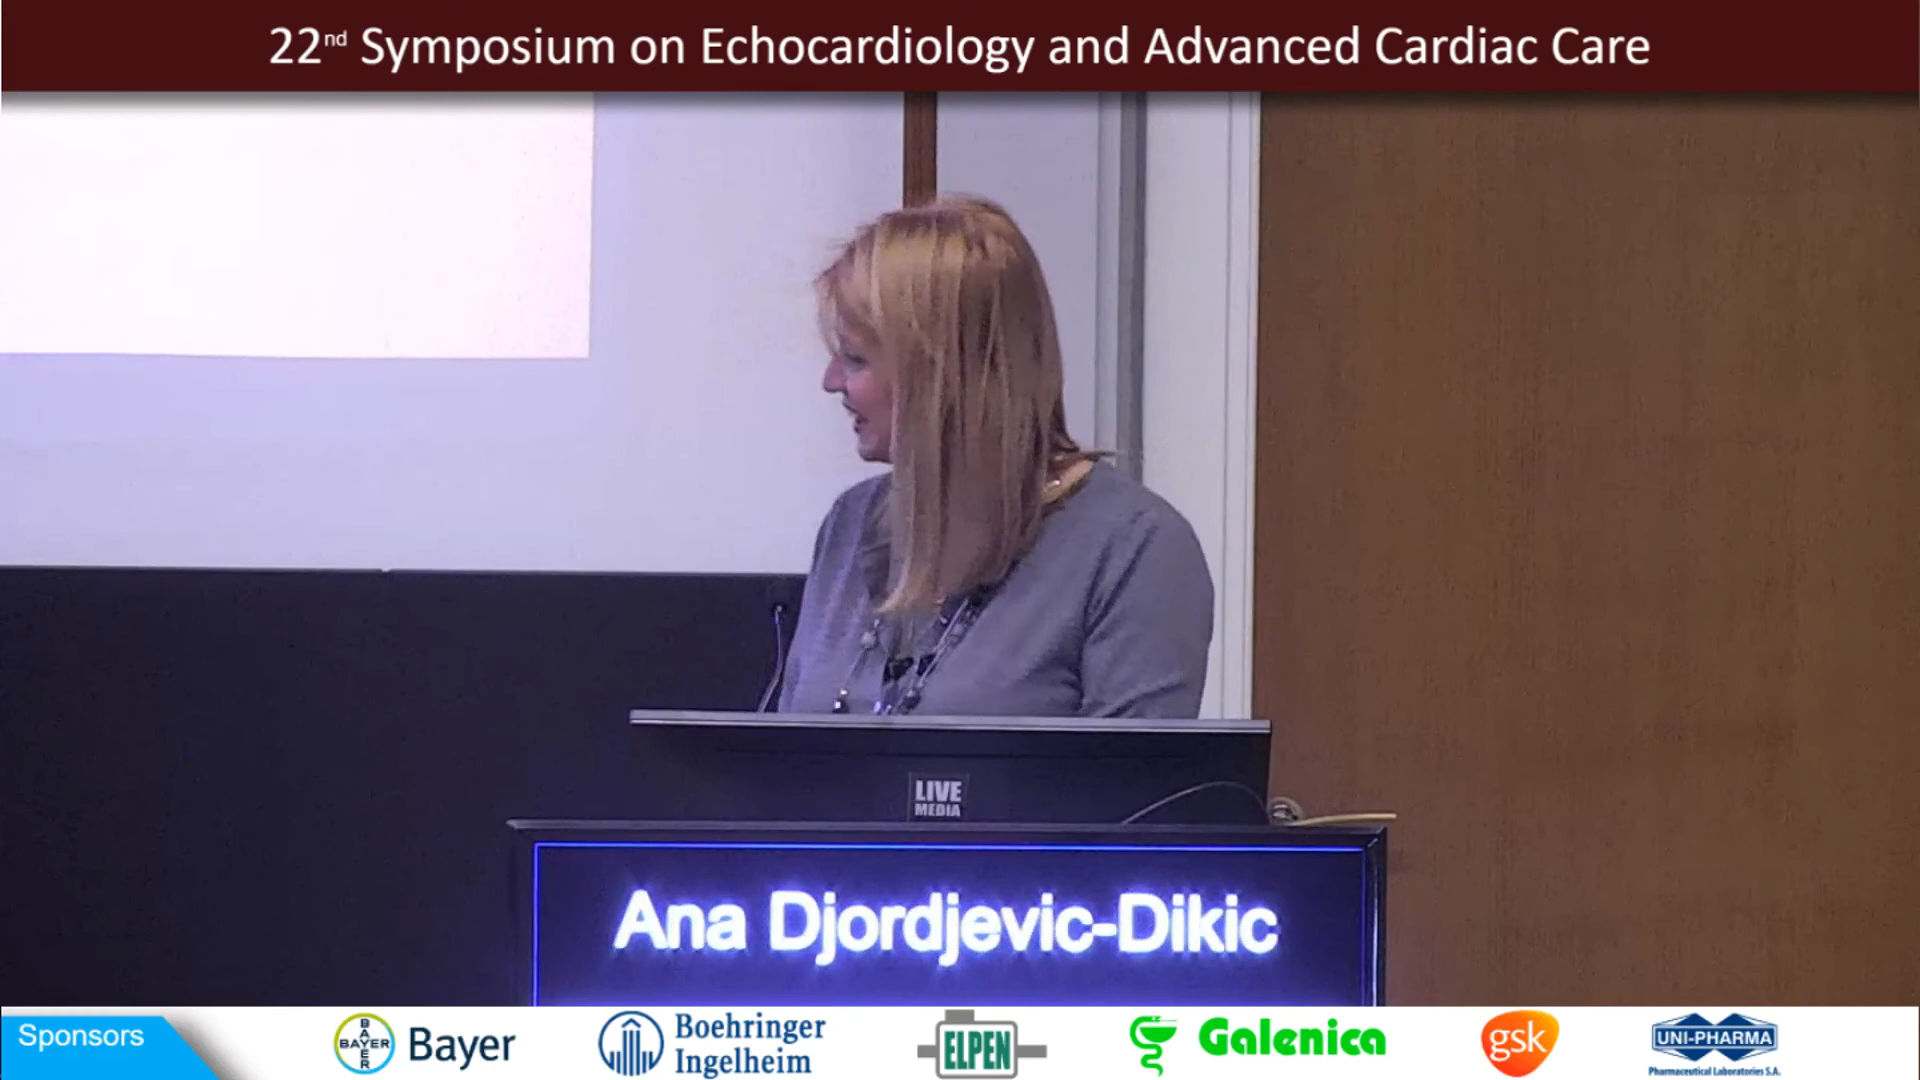 22nd Symposium on Echocardiology and Advanced Cardiac Care
LIVE
MEDIA
Ana Djordjevic-Dikic
Sponsors
BAYER
BAYER
Bayer
Boehringer
Ingelheim
ELPEN
Galenica
gsk
UNI-PHARMA
Pharmaceutical Laboratories S.A.